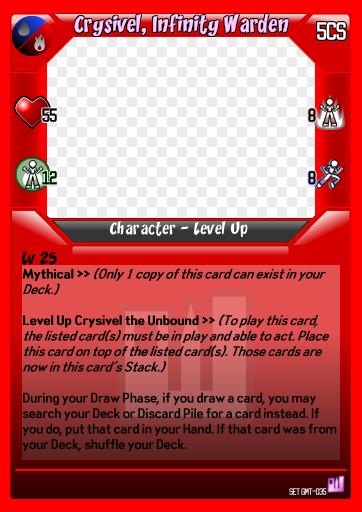 Crysivel, Infinity Warden
5CS
55
8
12
8
Character - Level Up
Lv 25
Mythical >> (Only 1 copy of this card can exist in your
Deck.)
Level Up Crysivel the Unbound >> (To play this card,
the listed card(s) must be in play and able to act. Place
this card on top of the listed card(s). Those cards are
now in this card's Stack.)
During your Draw Phase, if you draw a card, you may
search your Deck or Discard Pile for a card instead. If
you do, put that card in your Hand. If that card was from
your Deck, shuffle your Deck.
SET GMT-035